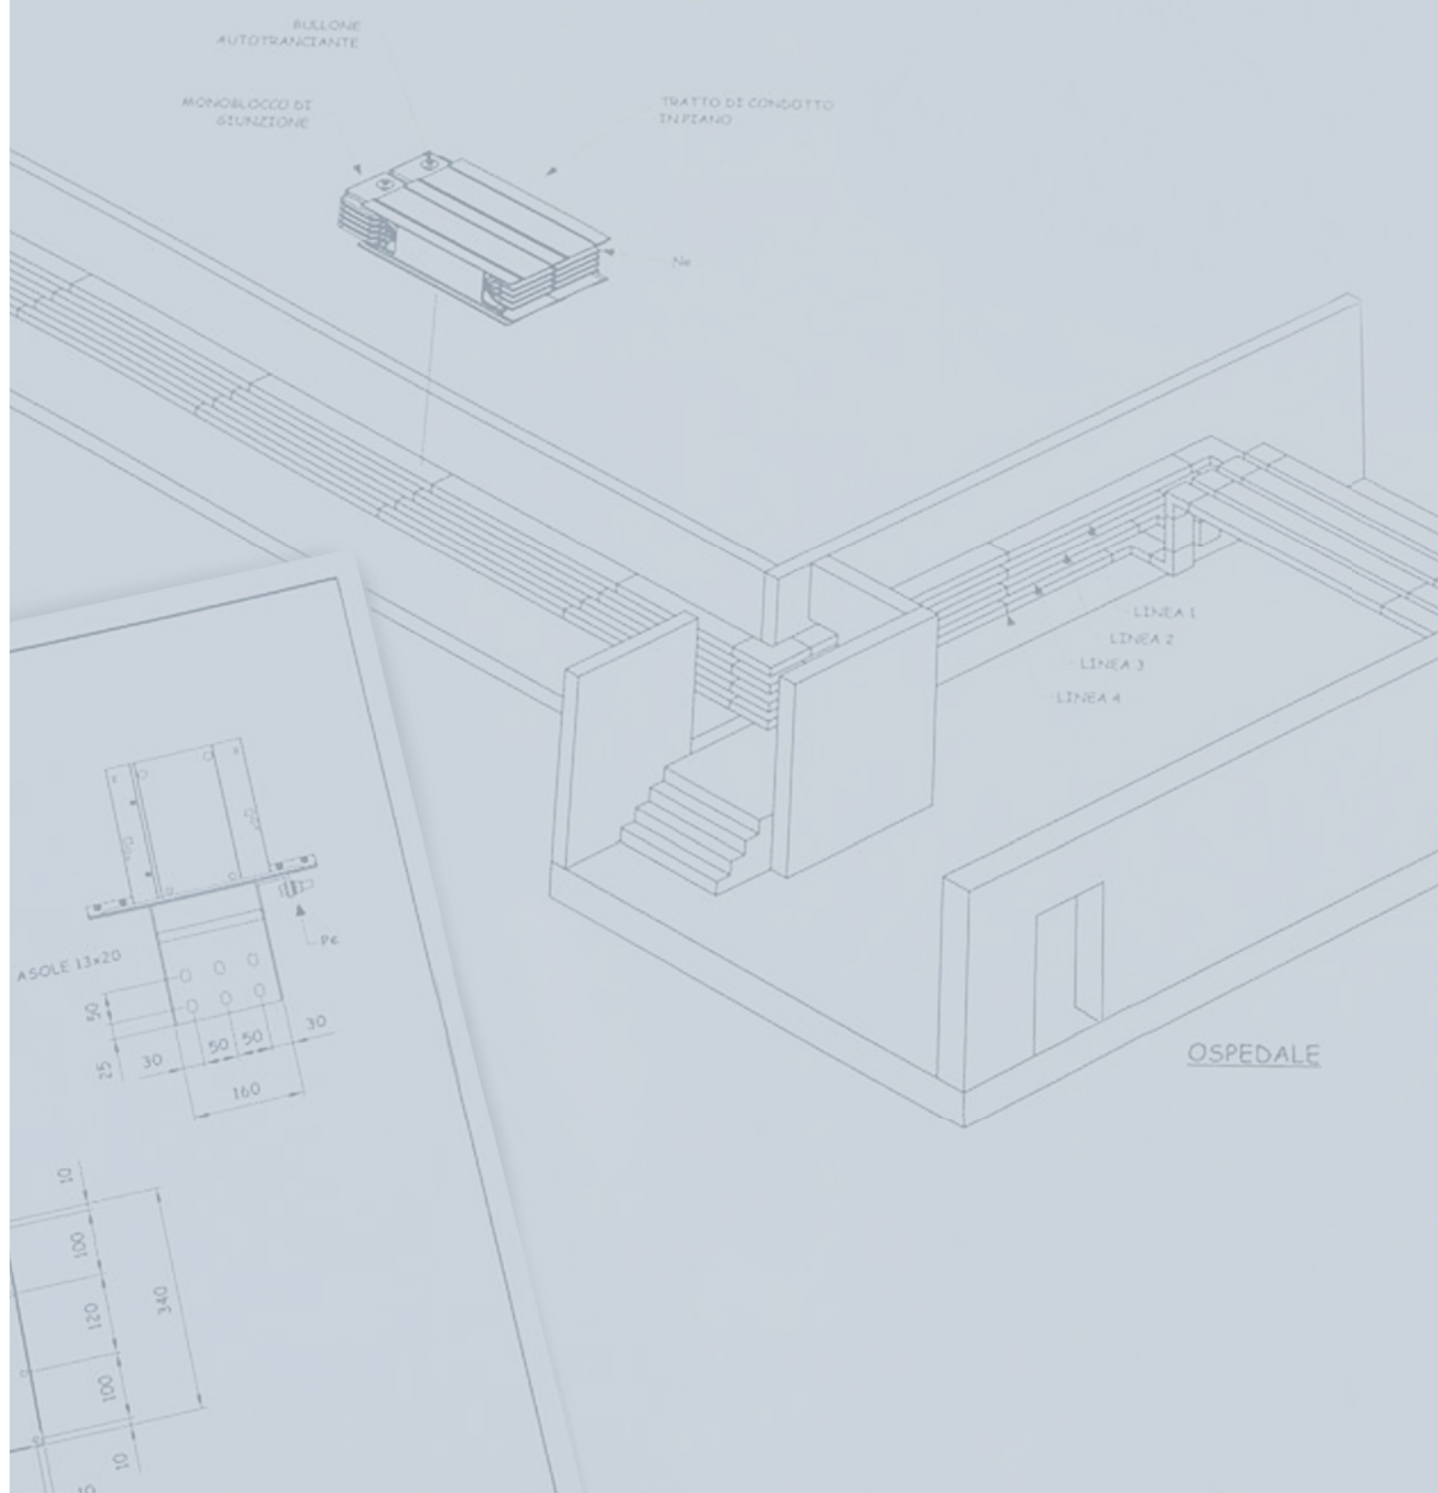 BULLONE
AUTOTRANCIANTE
MONOBLOCCO DI
GIUNZIONE
TRATTO DI CONDOTTO
IN PIANO
Ne
LINEA 1
LINEA 2
LINEA 3
LINEA 4
Pe
ASOLE 13x20
50
25
30
50
50
30
160
OSPEDALE
10
100
120
340
100
10